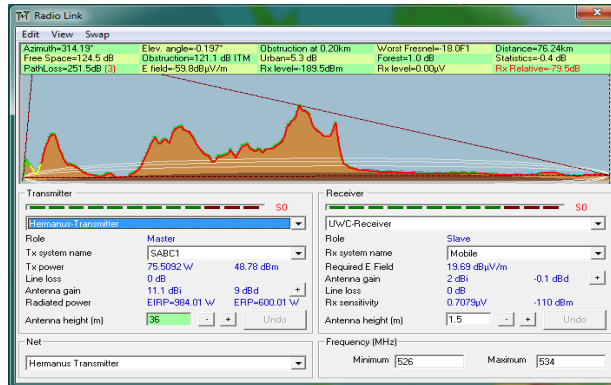 Radio Link
Edit View Swap
Azimuth=314.19° Elev. angle=-0.197° Obstruction at 0.20km Worst Fresnel=-18.0F1 Distance=76.24km
Free Space=124.5 dB Obstruction=121.1 dB ITM Urban=5.3 dB Forest=1.0 dB Statistics=-0.4 dB
PathLoss=251.5dB (3) E field=-59.8dBµV/m Rx level=-189.5dBm Rx level=0.00µV Rx Relative=-79.5dB
Transmitter Receiver
S0 S0
Hermanus-Transmitter UWC-Receiver
Role Master Role Slave
Tx system name SABC1 Rx system name Mobile
Tx power 75.5092 W 48.78 dBm Required E Field 19.69 dBµV/m
Line loss 0 dB Antenna gain 2 dBi -0.1 dBd +
Antenna gain 11.1 dBi 9 dBd + Line loss 0 dB
Radiated power EIRP=984.01 W ERP=600.01 W Rx sensitivity 0.7079µV -110 dBm
Antenna height (m) 36 - + Undo Antenna height (m) 1.5 - + Undo
Net Frequency (MHz)
Hermanus Transmitter Minimum 526 Maximum 534